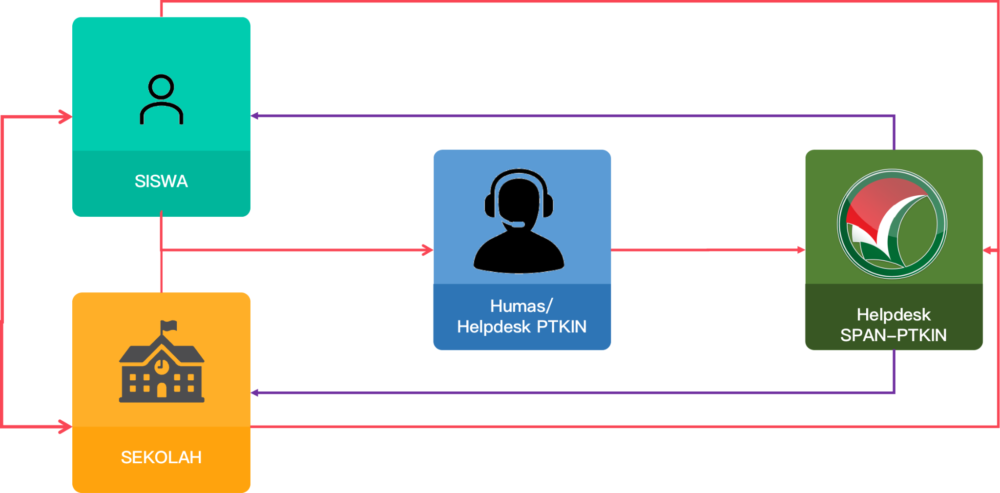 SISWA
Humas/
Helpdesk PTKIN
Helpdesk
SPAN-PTKIN
SEKOLAH